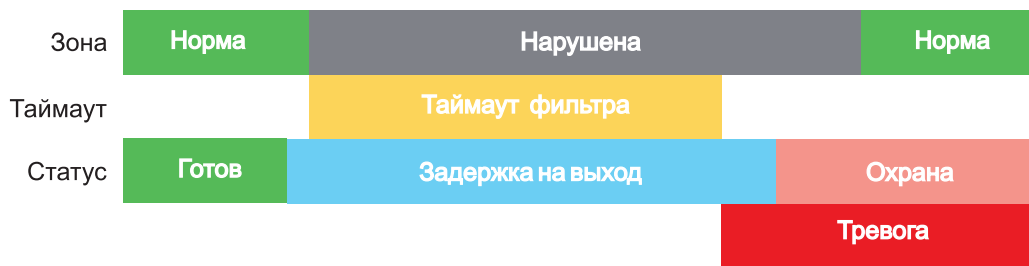 Зона Норма Нарушена Норма
Таймаут Таймаут фильтра
Статус Готов Задержка на выход Охрана
Тревога